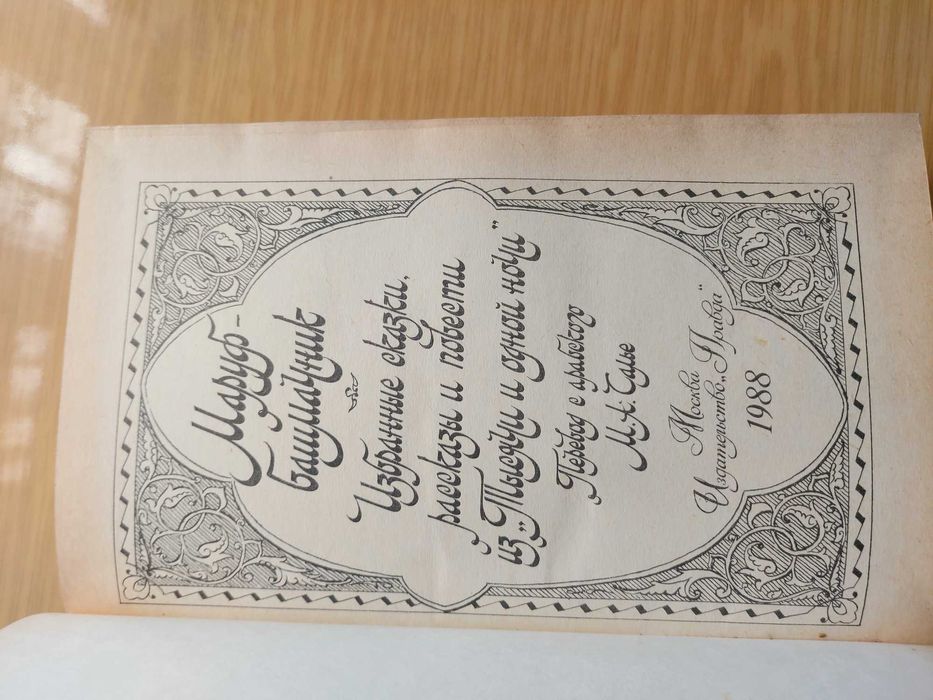 Маруф-
башмачник
Избранные сказки,
рассказы и повести
из „Тысячи и одной ночи“
Перевод с арабского
М. А. Салье
Москва
Издательство „Правда“
1988